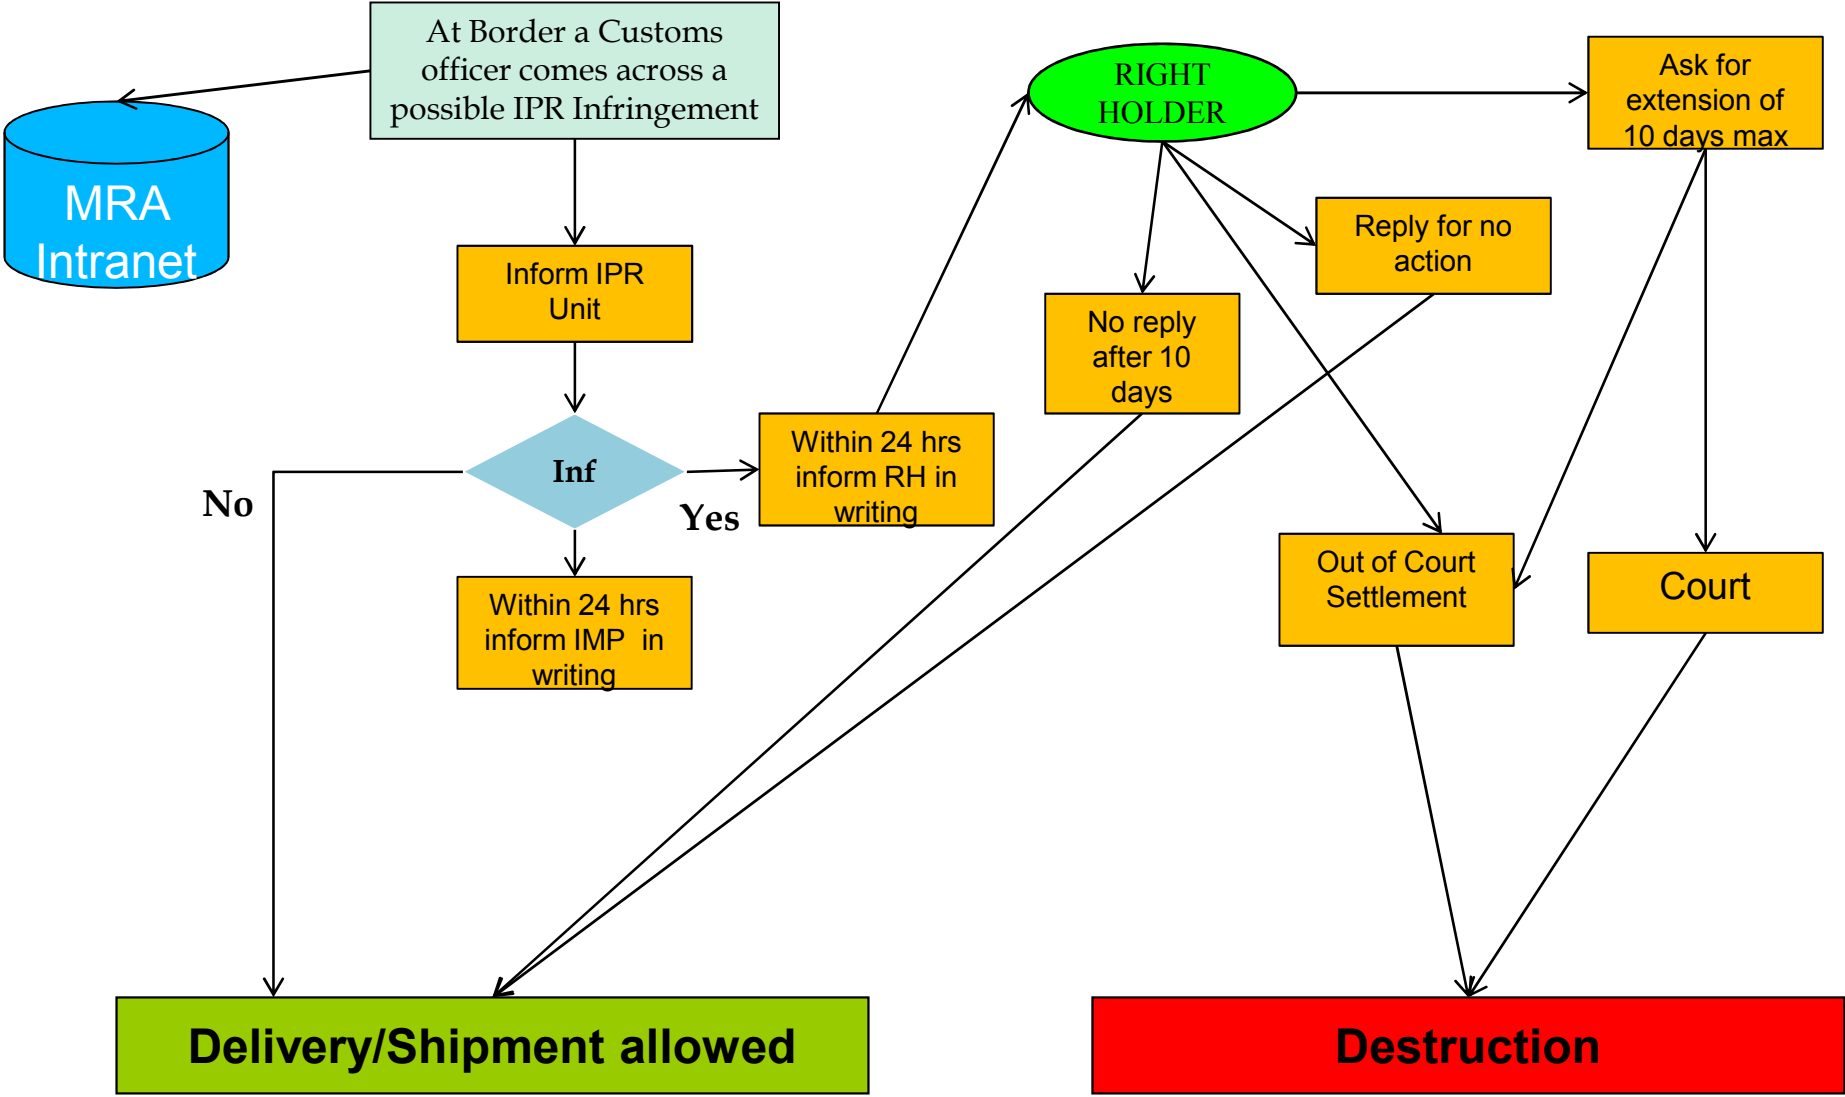 At Border a Customs
officer comes across a
possible IPR Infringement
MRA
Intranet
Inform IPR
Unit
Inf
No
Yes
Within 24 hrs
inform IMP in
writing
Within 24 hrs
inform RH in
writing
RIGHT
HOLDER
No reply
after 10
days
Reply for no
action
Ask for
extension of
10 days max
Out of Court
Settlement
Court
Delivery/Shipment allowed
Destruction